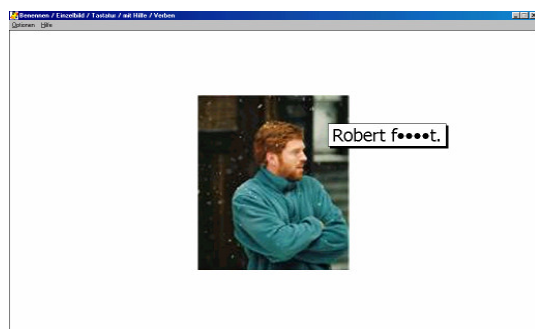 Benennen / Einzelbild / Tastatur / mit Hilfe / Verben
Optionen Hilfe
Robert f●●●●t.